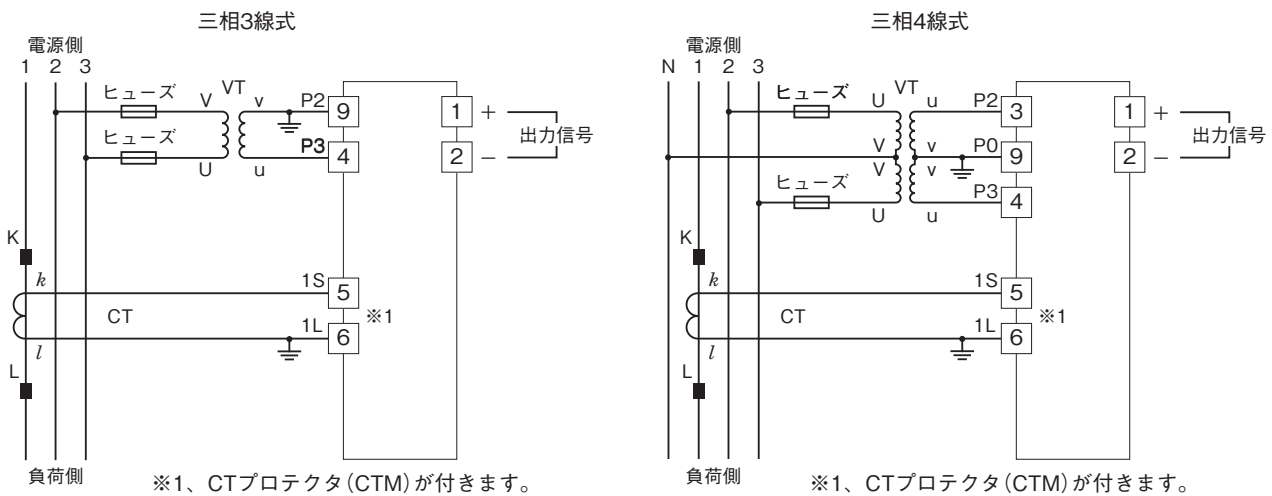 三相3線式
電源側
1 2 3
ヒューズ V VT v P2 9 1 +
ヒューズ U u P3 4 2 − 出力信号
K
k 1S 5
CT ※1
l 1L 6
L
負荷側
※1、CTプロテクタ(CTM)が付きます。
三相4線式
電源側
N 1 2 3
ヒューズ U VT u P2 3 1 +
V v P0 9 2 − 出力信号
V v
ヒューズ U u P3 4
K
k 1S 5
CT ※1
l 1L 6
L
負荷側
※1、CTプロテクタ(CTM)が付きます。